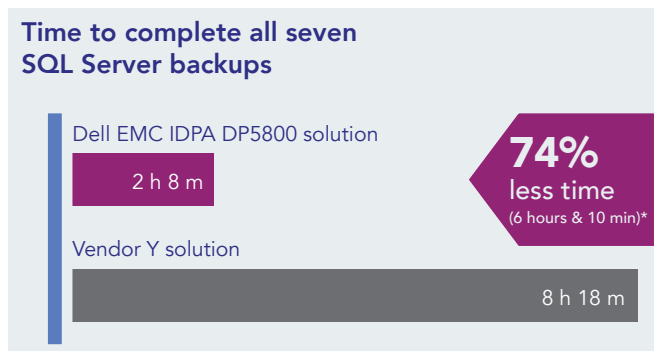 Time to complete all seven
SQL Server backups
Dell EMC IDPA DP5800 solution
2 h 8 m
74%
less time
(6 hours & 10 min)*
Vendor Y solution
8 h 18 m